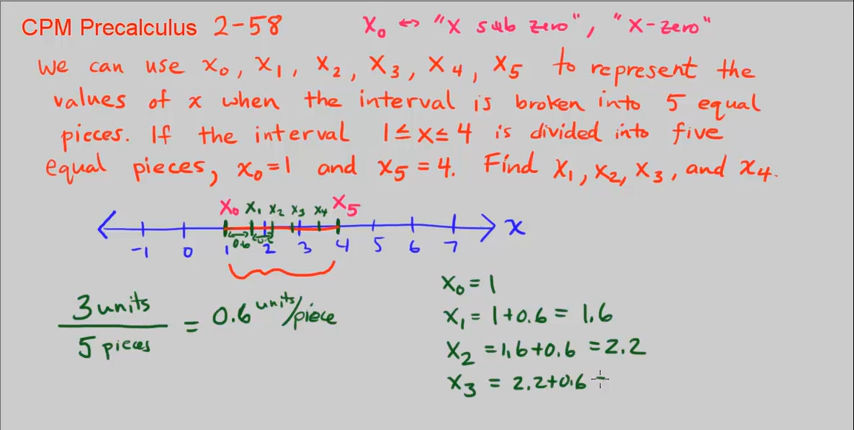 CPM Precalculus 2-58
X₀ ↔ "X sub zero", "X-zero"
We can use x₀, x₁, x₂, x₃, x₄, x₅ to represent the
values of x when the interval is broken into 5 equal
pieces. If the interval 1≤x≤4 is divided into five
equal pieces, x₀=1 and x₅=4. Find x₁, x₂, x₃, and x₄.
X₀ X₁ X₂ X₃ X₄ X₅
-1 0 1 2 3 4 5 6 7 X
0.6 0.6
3 units / 5 pieces = 0.6 units/piece
X₀ = 1
X₁ = 1+0.6 = 1.6
X₂ = 1.6+0.6 = 2.2
X₃ = 2.2+0.6 =